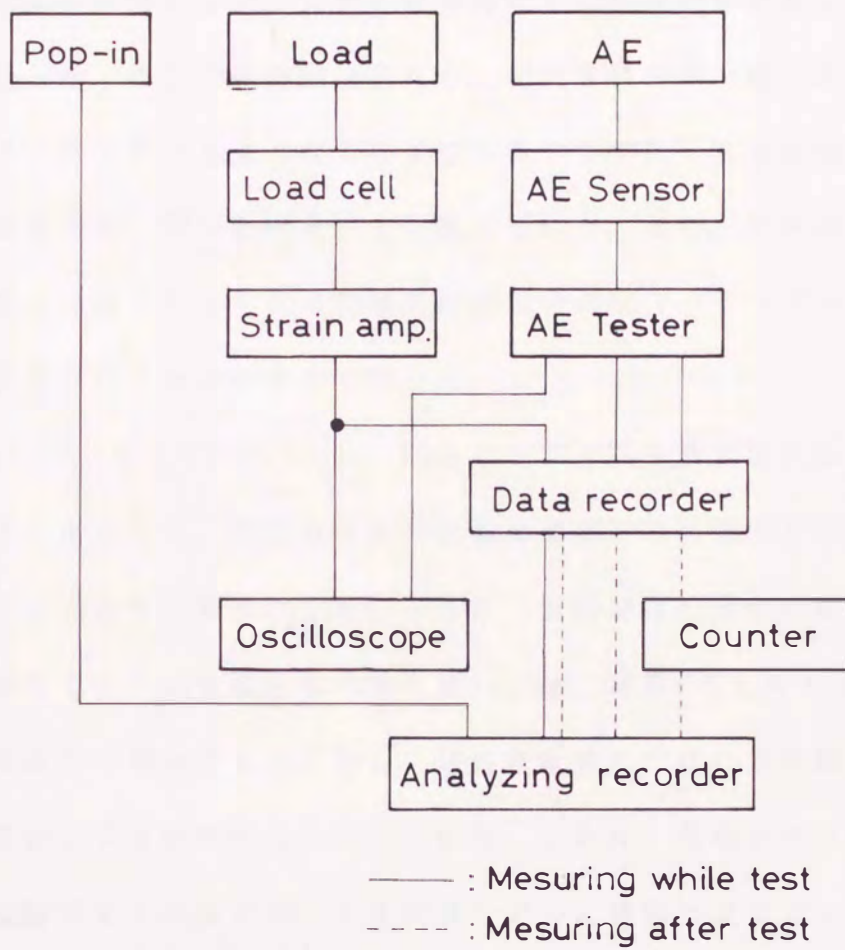 Pop-in
Load
AE
Load cell
AE Sensor
Strain amp.
AE Tester
Data recorder
Oscilloscope
Counter
Analyzing recorder
: Mesuring while test
: Mesuring after test